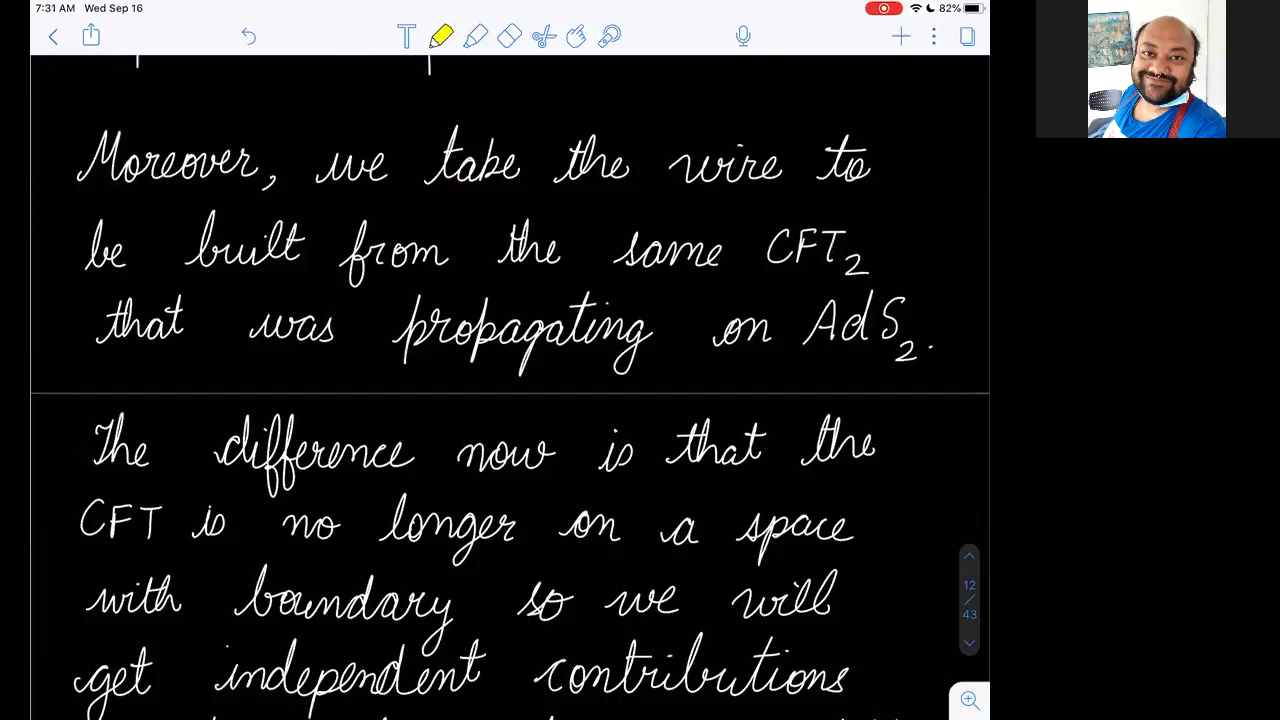 7:31 AM Wed Sep 16
82%
Moreover, we take the wire to
be built from the same CFT₂
that was propagating on AdS₂.
The difference now is that the
CFT is no longer on a space
with boundary so we will
get independent contributions
12
/
43